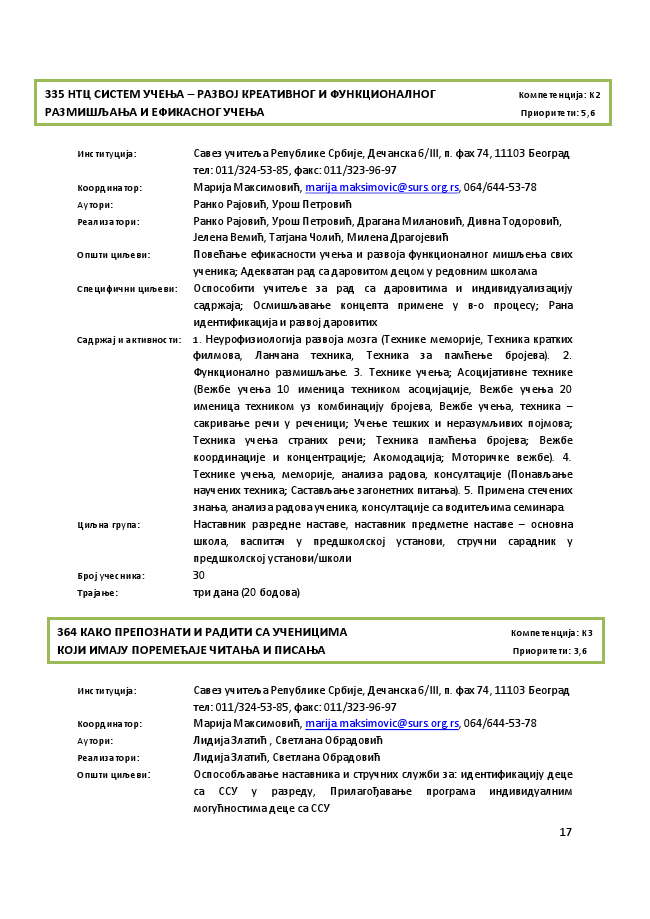 335 НТЦ СИСТЕМ УЧЕЊА – РАЗВОЈ КРЕАТИВНОГ И ФУНКЦИОНАЛНОГ Компетенција: К2
РАЗМИШЉАЊА И ЕФИКАСНОГ УЧЕЊА Приоритети: 5,6
Институција: Савез учитеља Републике Србије, Дечанска 6/III, п. фах 74, 11103 Београд
тел: 011/324-53-85, факс: 011/323-96-97
Координатор: Марија Максимовић, marija.maksimovic@surs.org.rs, 064/644-53-78
Аутори: Ранко Рајовић, Урош Петровић
Реализатори: Ранко Рајовић, Урош Петровић, Драгана Милановић, Дивна Тодоровић,
Јелена Вемић, Татјана Чолић, Милена Драгојевић
Општи циљеви: Повећање ефикасности учења и развоја функционалног мишљења свих
ученика; Адекватан рад са даровитом децом у редовним школама
Специфични циљеви: Оспособити учитеље за рад са даровитима и индивидуализацију
садржаја; Осмишљавање концепта примене у в-о процесу; Рана
идентификација и развој даровитих
Садржај и активности: 1. Неурофизиологија развоја мозга (Технике меморије, Техника кратких
филмова, Ланчана техника, Техника за памћење бројева). 2.
Функционално размишљање. 3. Технике учења; Асоцијативне технике
(Вежбе учења 10 именица техником асоцијације, Вежбе учења 20
именица техником уз комбинацију бројева, Вежбе учења, техника –
сакривање речи у реченици; Учење тешких и неразумљивих појмова;
Техника учења страних речи; Техника памћења бројева; Вежбе
координације и концентрације; Акомодација; Моторичке вежбе). 4.
Технике учења, меморије, анализа радова, консултације (Понављање
научених техника; Састављање загонетних питања). 5. Примена стечених
знања, анализа радова ученика, консултације са водитељима семинара
Циљна група: Наставник разредне наставе, наставник предметне наставе – основна
школа, васпитач у предшколској установи, стручни сарадник у
предшколској установи/школи
Број учесника: 30
Трајање: три дана (20 бодова)
364 КАКО ПРЕПОЗНАТИ И РАДИТИ СА УЧЕНИЦИМА Компетенција: К3
КОЈИ ИМАЈУ ПОРЕМЕЋАЈЕ ЧИТАЊА И ПИСАЊА Приоритети: 3,6
Институција: Савез учитеља Републике Србије, Дечанска 6/III, п. фах 74, 11103 Београд
тел: 011/324-53-85, факс: 011/323-96-97
Координатор: Марија Максимовић, marija.maksimovic@surs.org.rs, 064/644-53-78
Аутори: Лидија Златић , Светлана Обрадовић
Реализатори: Лидија Златић, Светлана Обрадовић
Општи циљеви: Оспособљавање наставника и стручних служби за: идентификацију деце
са ССУ у разреду, Прилагођавање програма индивидуалним
могућностима деце са ССУ
17